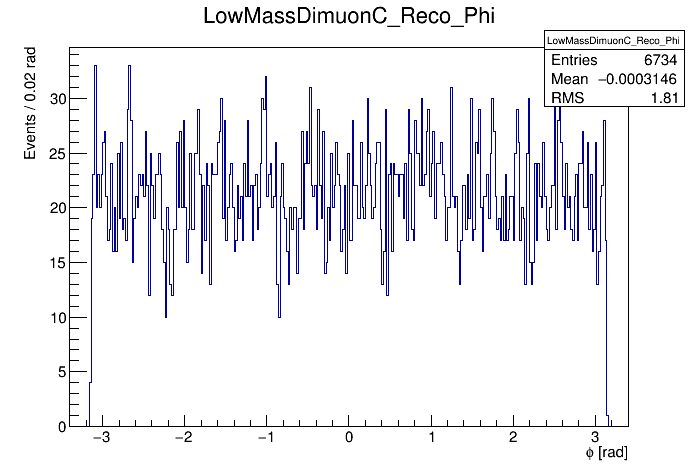 LowMassDimuonC_Reco_Phi
LowMassDimuonC_Reco_Phi
Entries 6734
Mean −0.0003146
RMS 1.81
Events / 0.02 rad
30
25
20
15
10
5
0
−3 −2 −1 0 1 2 3
ϕ [rad]